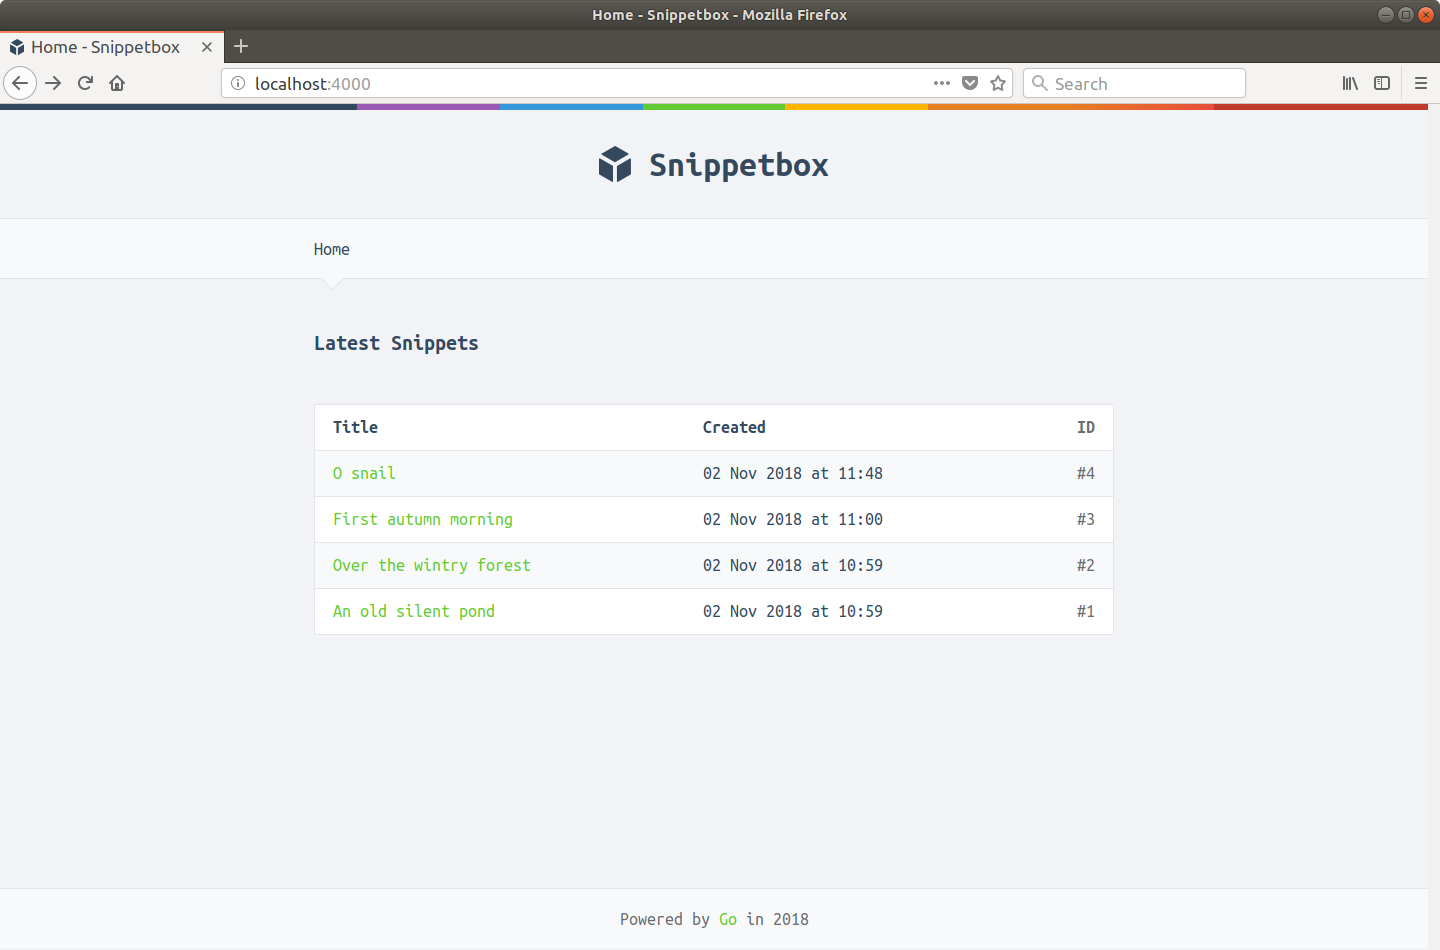 Home - Snippetbox - Mozilla Firefox
Home - Snippetbox
localhost:4000
Search
Snippetbox
Home
Latest Snippets
Title Created ID
O snail 02 Nov 2018 at 11:48 #4
First autumn morning 02 Nov 2018 at 11:00 #3
Over the wintry forest 02 Nov 2018 at 10:59 #2
An old silent pond 02 Nov 2018 at 10:59 #1
Powered by Go in 2018